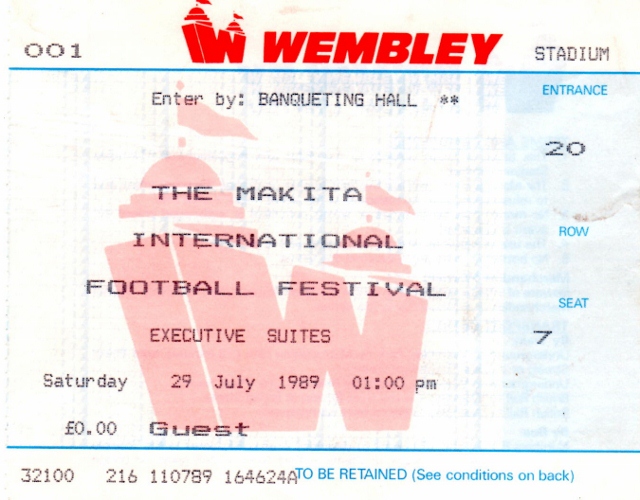 001 WEMBLEY STADIUM
Enter by: BANQUETING HALL **
ENTRANCE
20
THE MAKITA
INTERNATIONAL
ROW
FOOTBALL FESTIVAL
SEAT
EXECUTIVE SUITES
7
Saturday 29 July 1989 01:00 pm
£0.00 Guest
32100 216 110789 164624A TO BE RETAINED (See conditions on back)